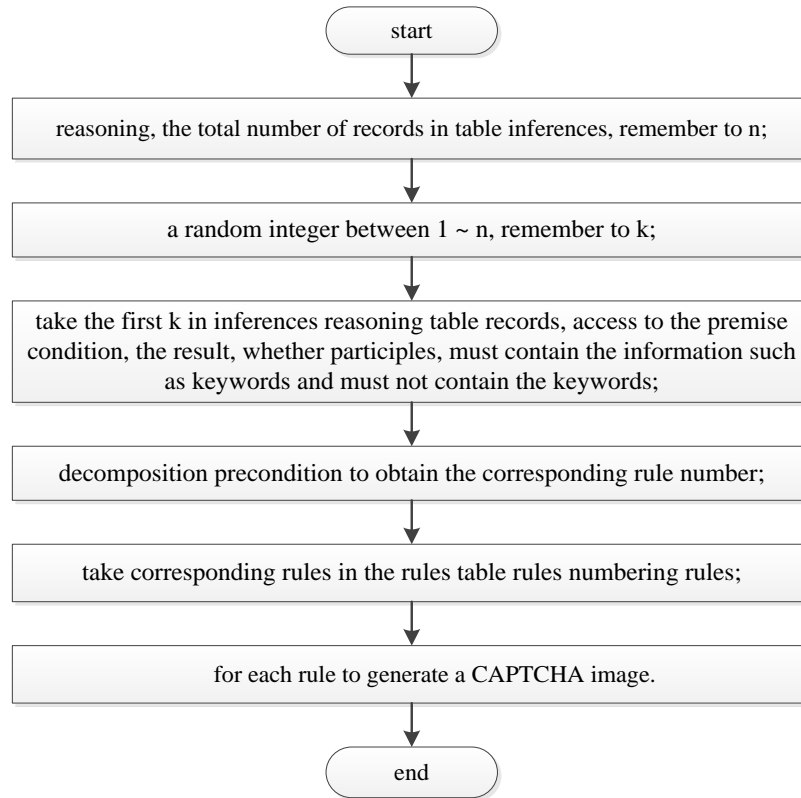 start
reasoning, the total number of records in table inferences, remember to n;
a random integer between 1 ~ n, remember to k;
take the first k in inferences reasoning table records, access to the premise
condition, the result, whether participles, must contain the information such
as keywords and must not contain the keywords;
decomposition precondition to obtain the corresponding rule number;
take corresponding rules in the rules table rules numbering rules;
for each rule to generate a CAPTCHA image.
end